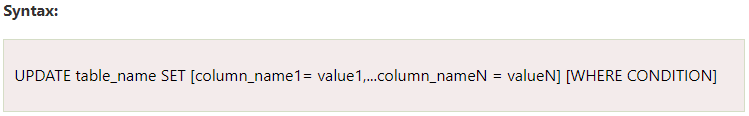 Syntax:
UPDATE table_name SET [column_name1= value1,...column_nameN = valueN] [WHERE CONDITION]